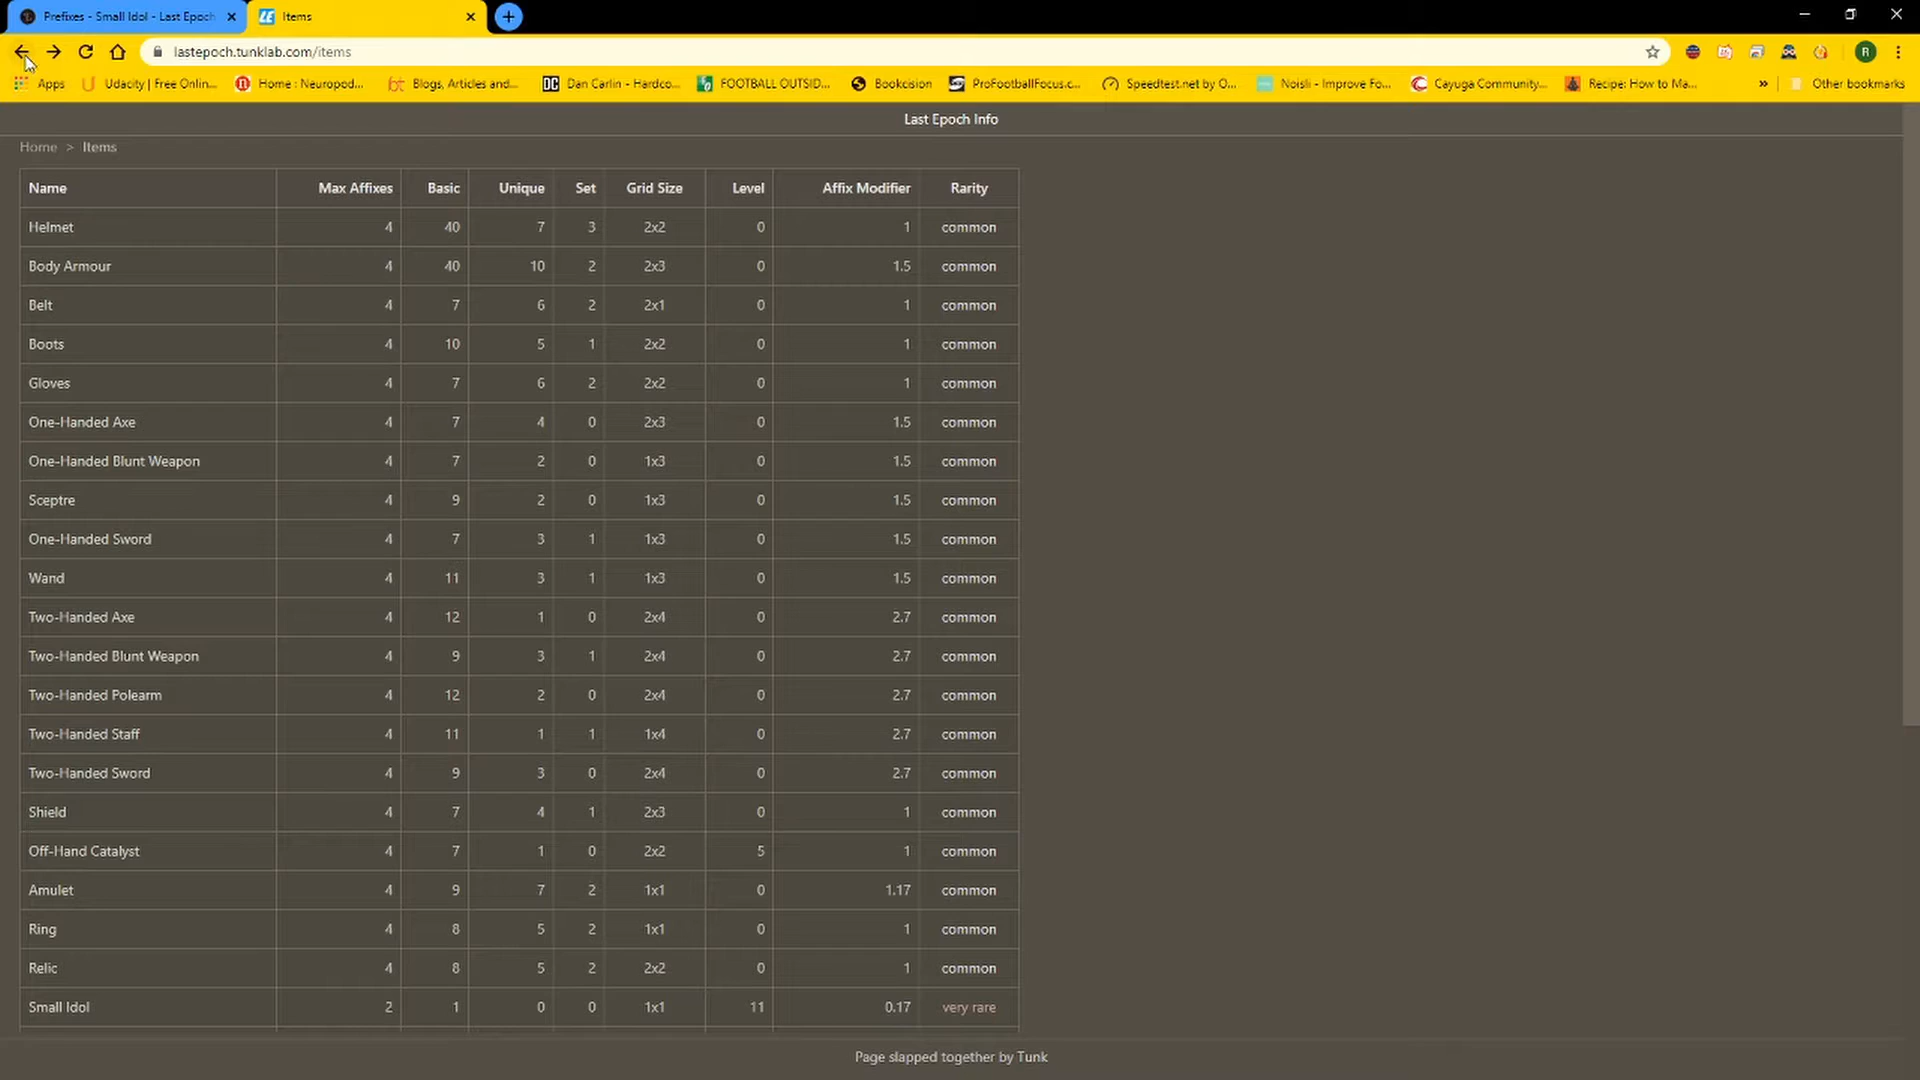 Prefixes - Small Idol - Last Epoch
Items
lastepoch.tunklab.com/items
R
Apps
Udacity | Free Onlin...
Home : Neuropod...
Blogs, Articles and...
Dan Carlin - Hardco...
FOOTBALL OUTSID...
Bookcision
ProFootballFocus.c...
Speedtest.net by O...
Noisli - Improve Fo...
Cayuga Community...
Recipe: How to Ma...
»
Other bookmarks
Last Epoch Info
Home > Items
Name Max Affixes Basic Unique Set Grid Size Level Affix Modifier Rarity
Helmet 4 40 7 3 2x2 0 1 common
Body Armour 4 40 10 2 2x3 0 1.5 common
Belt 4 7 6 2 2x1 0 1 common
Boots 4 10 5 1 2x2 0 1 common
Gloves 4 7 6 2 2x2 0 1 common
One-Handed Axe 4 7 4 0 2x3 0 1.5 common
One-Handed Blunt Weapon 4 7 2 0 1x3 0 1.5 common
Sceptre 4 9 2 0 1x3 0 1.5 common
One-Handed Sword 4 7 3 1 1x3 0 1.5 common
Wand 4 11 3 1 1x3 0 1.5 common
Two-Handed Axe 4 12 1 0 2x4 0 2.7 common
Two-Handed Blunt Weapon 4 9 3 1 2x4 0 2.7 common
Two-Handed Polearm 4 12 2 0 2x4 0 2.7 common
Two-Handed Staff 4 11 1 1 1x4 0 2.7 common
Two-Handed Sword 4 9 3 0 2x4 0 2.7 common
Shield 4 7 4 1 2x3 0 1 common
Off-Hand Catalyst 4 7 1 0 2x2 5 1 common
Amulet 4 9 7 2 1x1 0 1.17 common
Ring 4 8 5 2 1x1 0 1 common
Relic 4 8 5 2 2x2 0 1 common
Small Idol 2 1 0 0 1x1 11 0.17 very rare
Page slapped together by Tunk